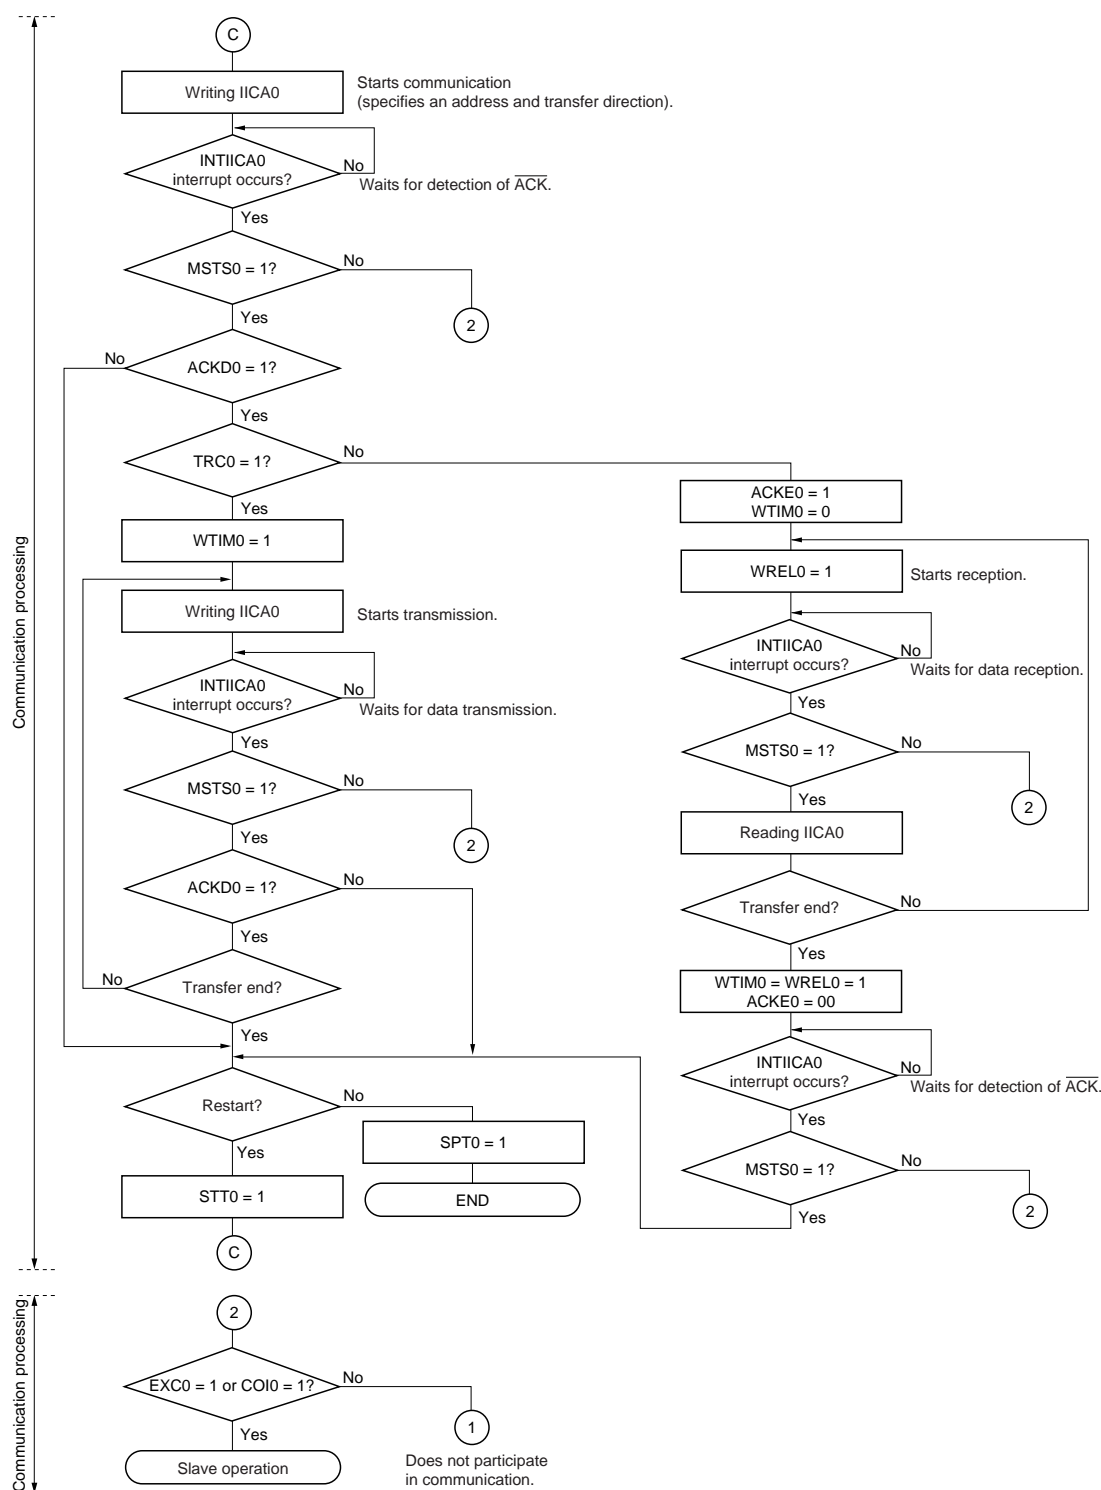 C
Writing IICA0
Starts communication
(specifies an address and transfer direction).
INTIICA0
interrupt occurs?
No
Waits for detection of ACK.
Yes
MSTS0 = 1?
No
2
Yes
No
ACKD0 = 1?
Yes
TRC0 = 1?
No
Yes
WTIM0 = 1
Writing IICA0
Starts transmission.
INTIICA0
interrupt occurs?
No
Waits for data transmission.
Yes
MSTS0 = 1?
No
2
Yes
ACKD0 = 1?
No
Yes
No
Transfer end?
Yes
Restart?
No
SPT0 = 1
END
Yes
STT0 = 1
C
ACKE0 = 1
WTIM0 = 0
WREL0 = 1
Starts reception.
INTIICA0
interrupt occurs?
No
Waits for data reception.
Yes
MSTS0 = 1?
No
2
Yes
Reading IICA0
Transfer end?
No
Yes
WTIM0 = WREL0 = 1
ACKE0 = 00
INTIICA0
interrupt occurs?
No
Waits for detection of ACK.
Yes
MSTS0 = 1?
No
2
Yes
Communication processing
2
EXC0 = 1 or COI0 = 1?
No
1
Does not participate
in communication.
Yes
Slave operation
Communication processing